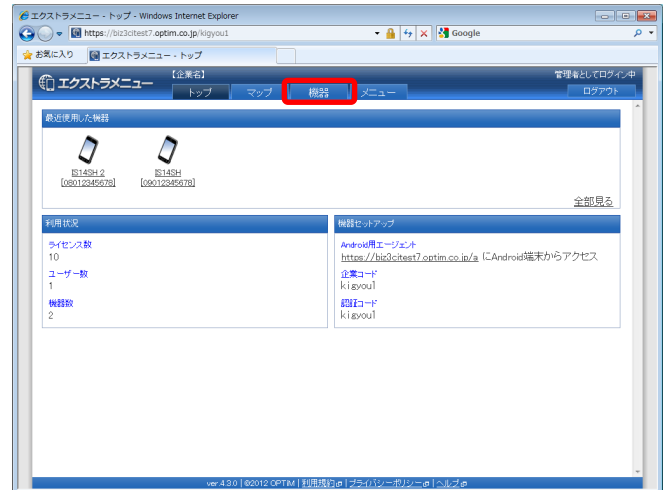 エクストラメニュー - トップ - Windows Internet Explorer
https://biz3citest7.optim.co.jp/kigyou1
Google
お気に入り
エクストラメニュー - トップ
エクストラメニュー
【企業名】
管理者としてログイン中
トップ
マップ
機器
メニュー
ログアウト
最近使用した機器
IS14SH 2
[08012345678]
IS14SH
[09012345678]
全部見る
利用状況
ライセンス数
10
ユーザー数
1
機器数
2
機器セットアップ
Android用エージェント
https://biz3citest7.optim.co.jp/a にAndroid端末からアクセス
企業コード
kigyou1
認証コード
kigyou1
ver.4.3.0 | ©2012 OPTiM | 利用規約 | プライバシーポリシー | ヘルプ